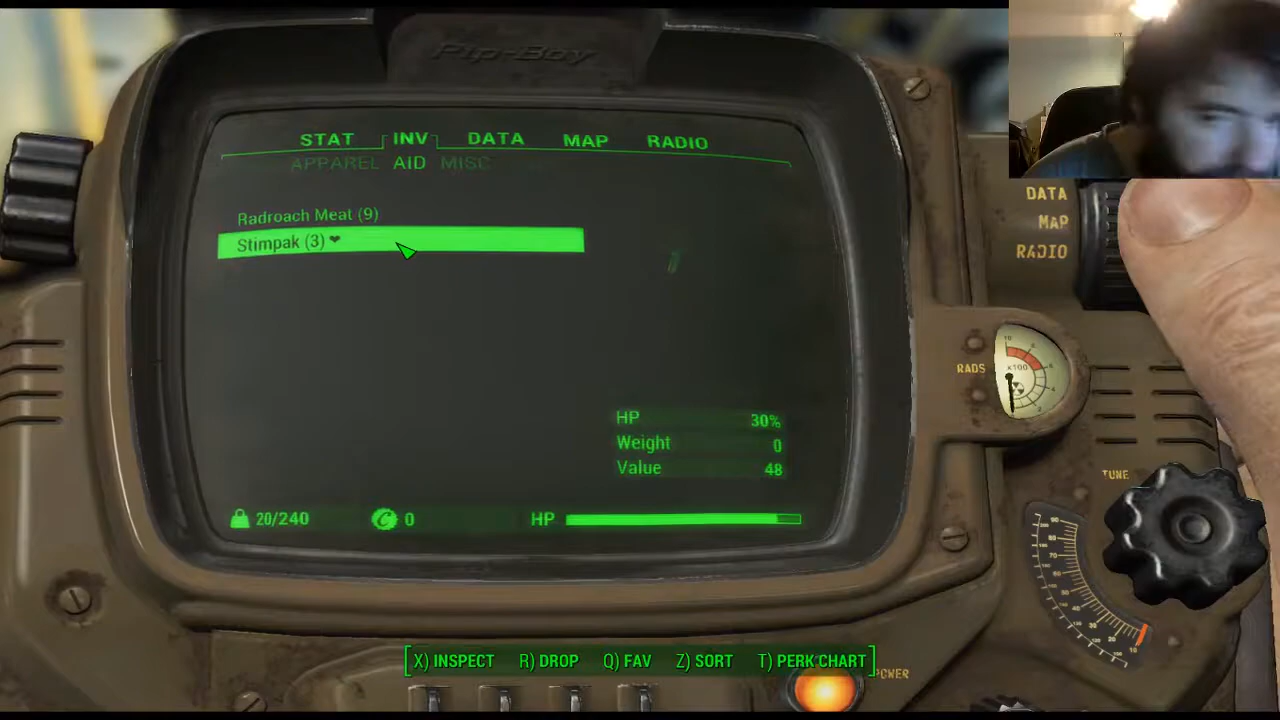 Pip-Boy
STAT INV DATA MAP RADIO
APPAREL AID MISC
Radroach Meat (9)
Stimpak (3) ❤
HP 30%
Weight 0
Value 48
20/240 0 HP
DATA
MAP
RADIO
RADS
x100
TUNE
[X) INSPECT R) DROP Q) FAV Z) SORT T) PERK CHART]
POWER